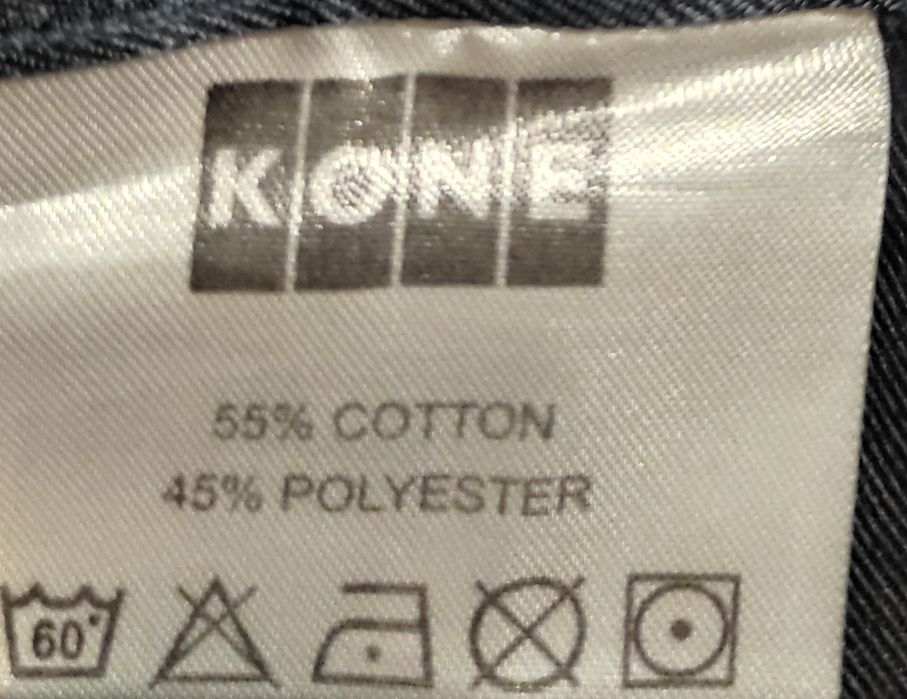 KONE
55% COTTON
45% POLYESTER
60°